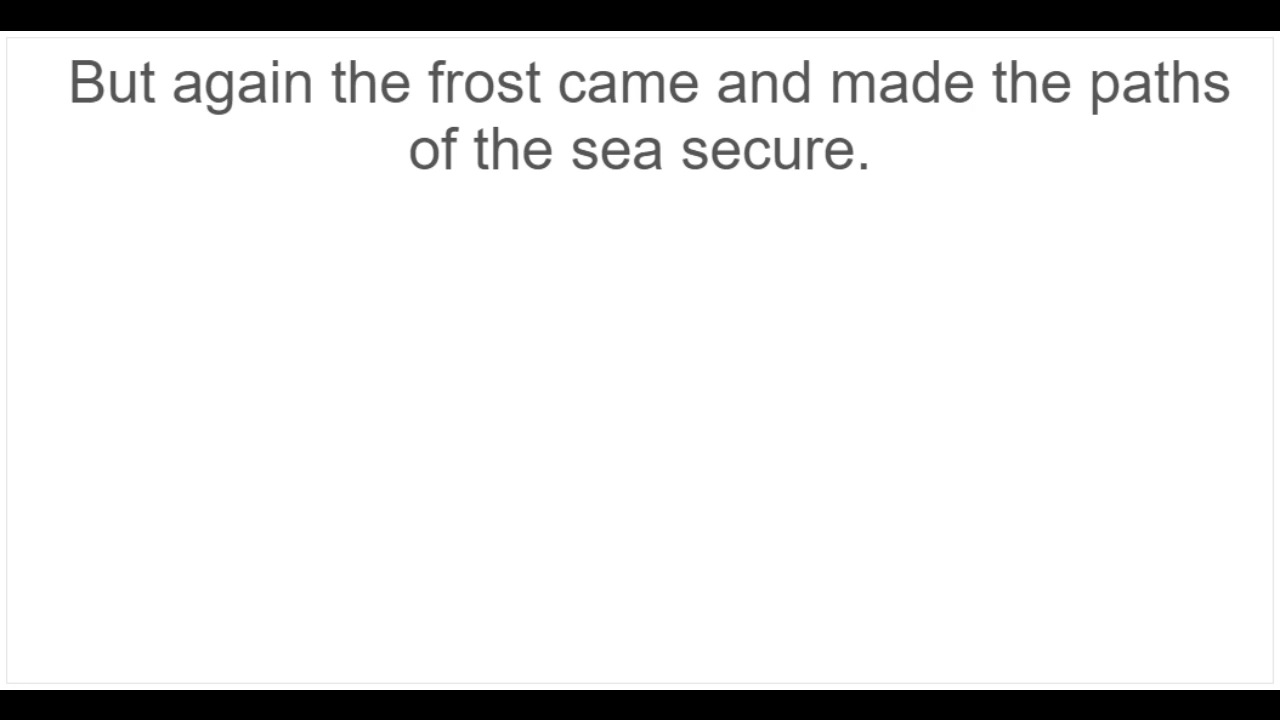 But again the frost came and made the paths
of the sea secure.